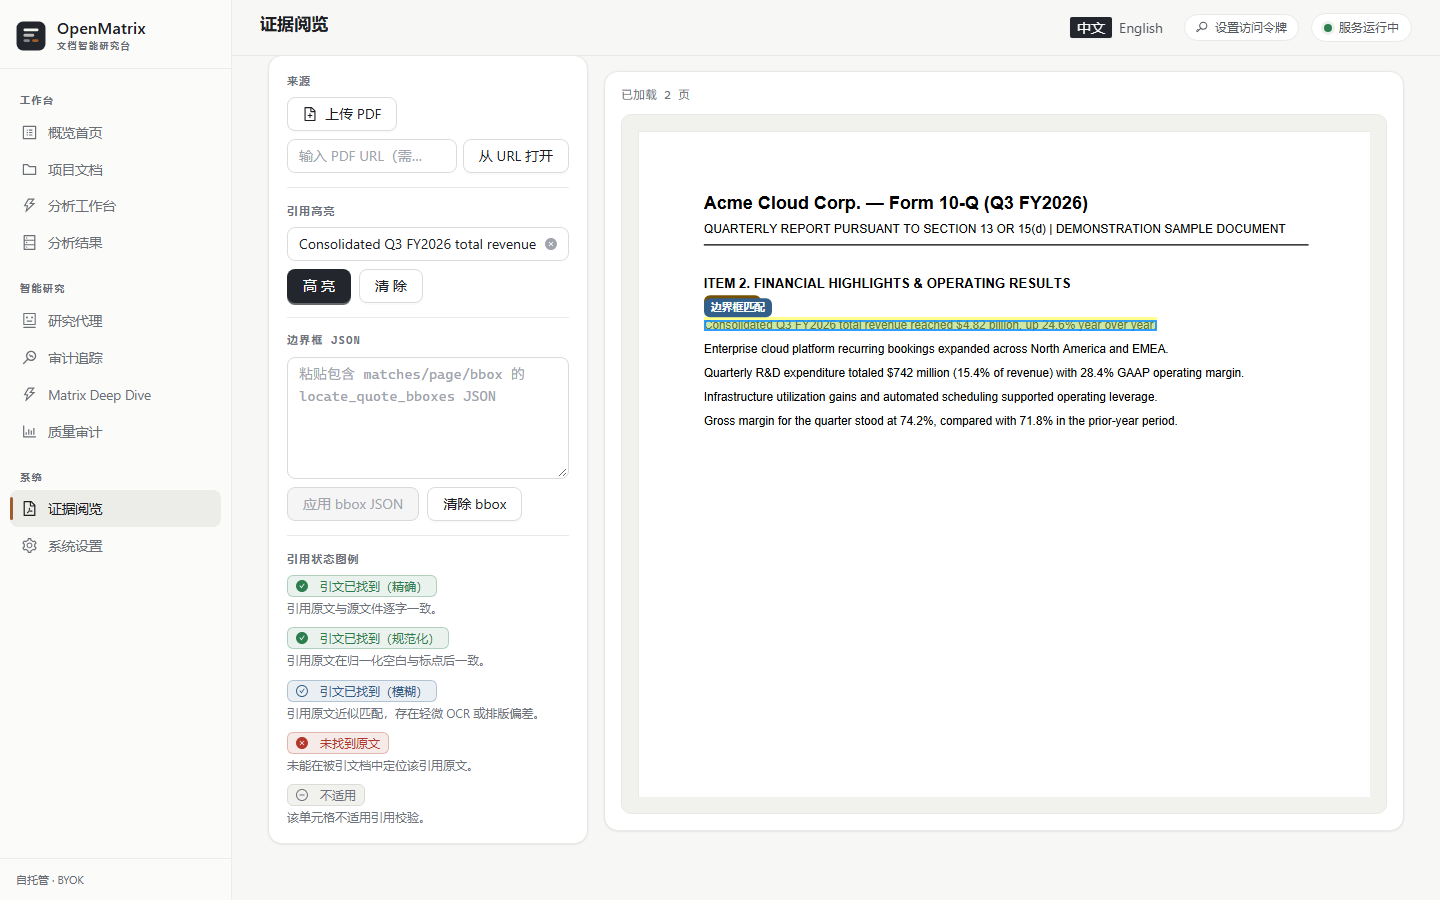 OpenMatrix
文档智能研究台
工作台
概览首页
项目文档
分析工作台
分析结果
智能研究
研究代理
审计追踪
Matrix Deep Dive
质量审计
系统
证据阅览
系统设置
自托管 · BYOK
证据阅览
中文 English
设置访问令牌
服务运行中
来源
上传 PDF
输入 PDF URL（需...
从 URL 打开
引用高亮
Consolidated Q3 FY2026 total revenue
高 亮
清 除
边界框 JSON
粘贴包含 matches/page/bbox 的
locate_quote_bboxes JSON
应用 bbox JSON
清除 bbox
引用状态图例
引文已找到（精确）
引用原文与源文件逐字一致。
引文已找到（规范化）
引用原文在归一化空白与标点后一致。
引文已找到（模糊）
引用原文近似匹配，存在轻微 OCR 或排版偏差。
未找到原文
未能在被引文档中定位该引用原文。
不适用
该单元格不适用引用校验。
已加载 2 页
Acme Cloud Corp. — Form 10-Q (Q3 FY2026)
QUARTERLY REPORT PURSUANT TO SECTION 13 OR 15(d) | DEMONSTRATION SAMPLE DOCUMENT
ITEM 2. FINANCIAL HIGHLIGHTS & OPERATING RESULTS
边界框匹配
Consolidated Q3 FY2026 total revenue reached $4.82 billion, up 24.6% year over year.
Enterprise cloud platform recurring bookings expanded across North America and EMEA.
Quarterly R&D expenditure totaled $742 million (15.4% of revenue) with 28.4% GAAP operating margin.
Infrastructure utilization gains and automated scheduling supported operating leverage.
Gross margin for the quarter stood at 74.2%, compared with 71.8% in the prior-year period.